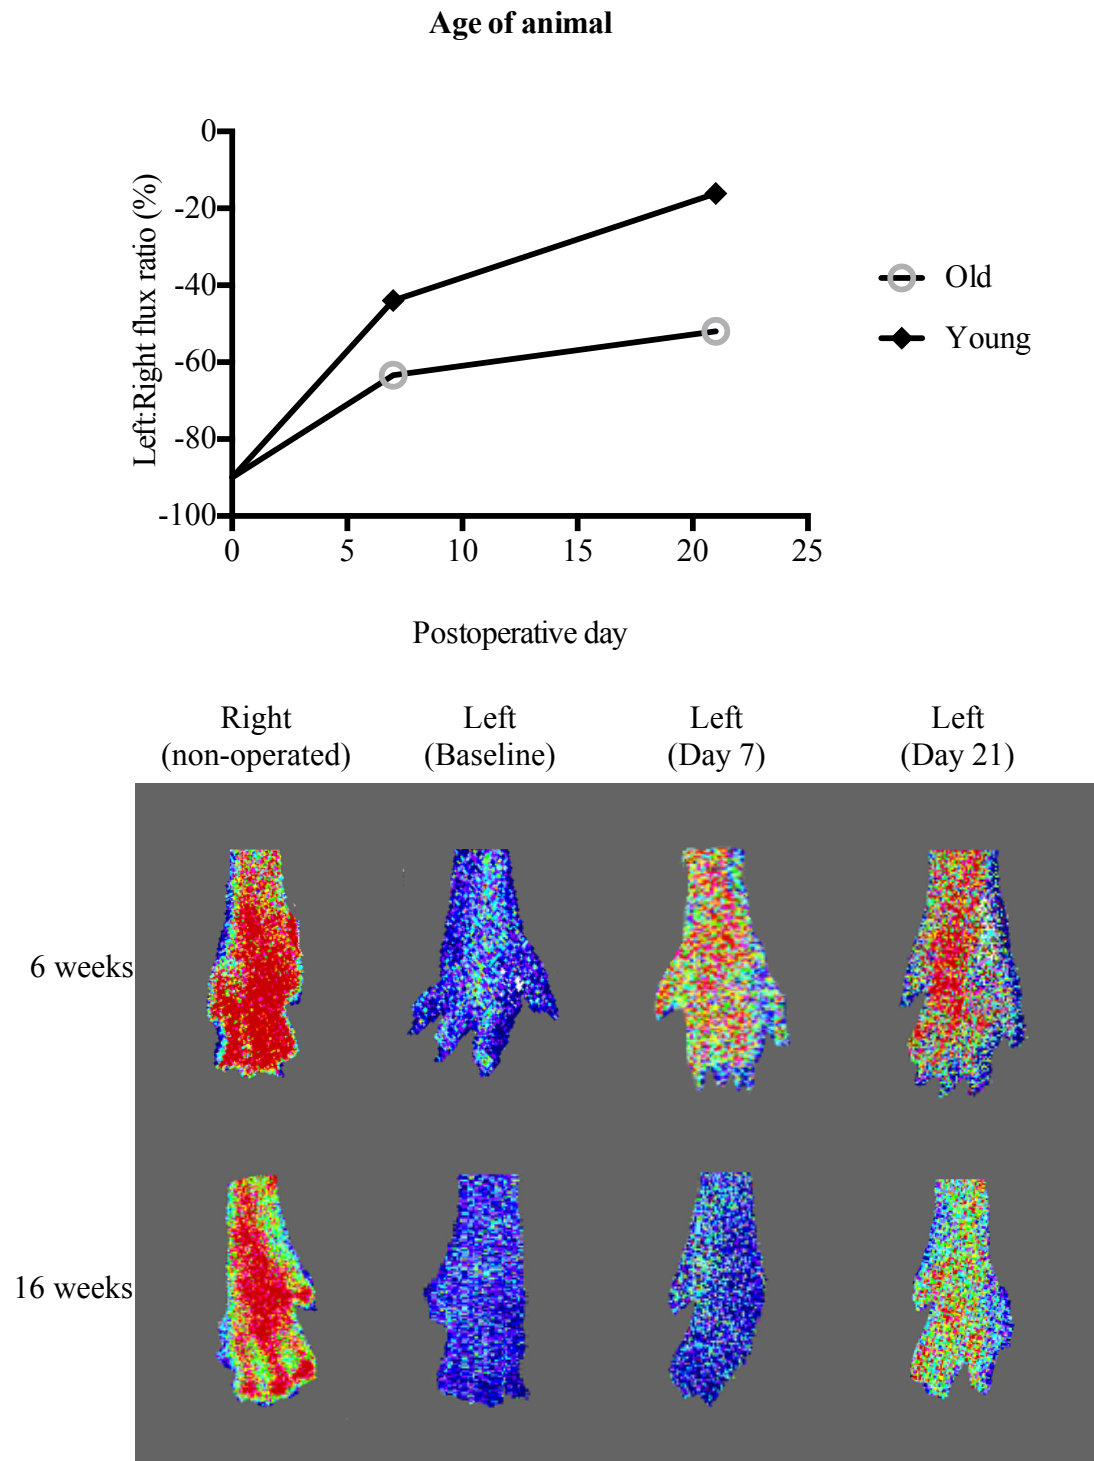 Age of animal
Left:Right flux ratio (%)
0
-20
-40
-60
-80
-100
0 5 10 15 20 25
Postoperative day
Old
Young
Right Left Left Left
(non-operated) (Baseline) (Day 7) (Day 21)
6 weeks
16 weeks